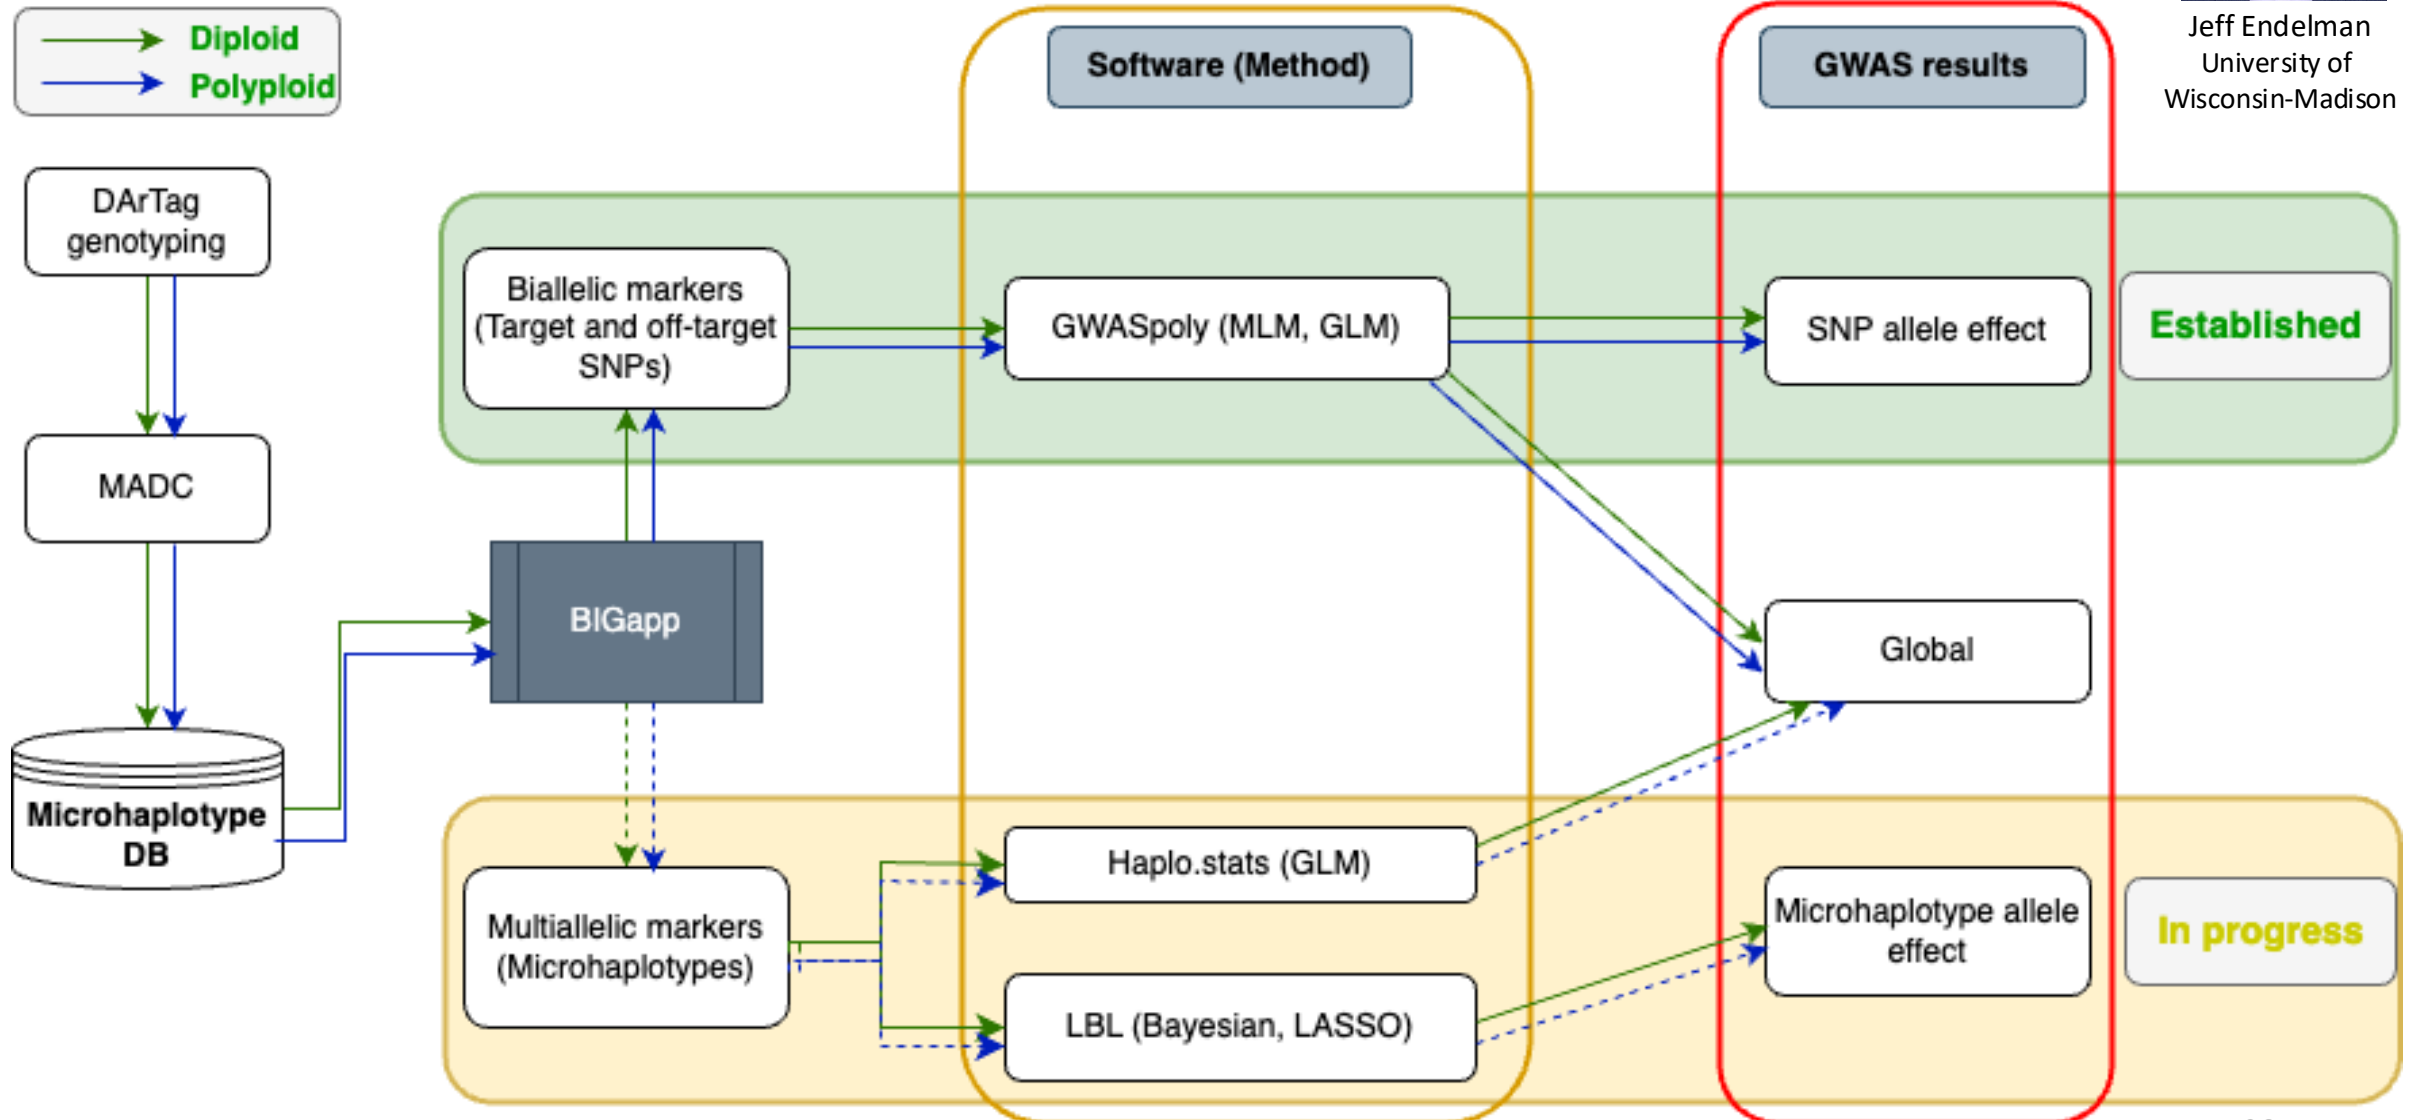 Diploid
Polyploid
Software (Method)
GWAS results
Jeff Endelman
University of
Wisconsin-Madison
DArTag
genotyping
Biallelic markers
(Target and off-target
SNPs)
GWASpoly (MLM, GLM)
SNP allele effect
Established
MADC
BIGapp
Global
Microhaplotype
DB
Multiallelic markers
(Microhaplotypes)
Haplo.stats (GLM)
LBL (Bayesian, LASSO)
Microhaplotype allele
effect
In progress